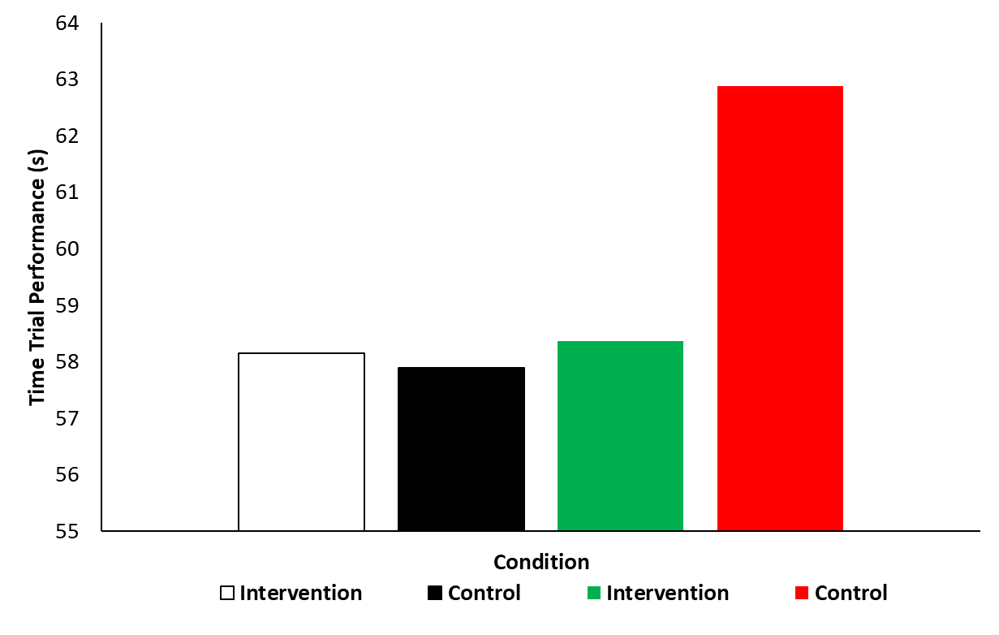 64
63
62
61
60
59
58
57
56
55
Time Trial Performance (s)
Condition
Intervention
Control
Intervention
Control